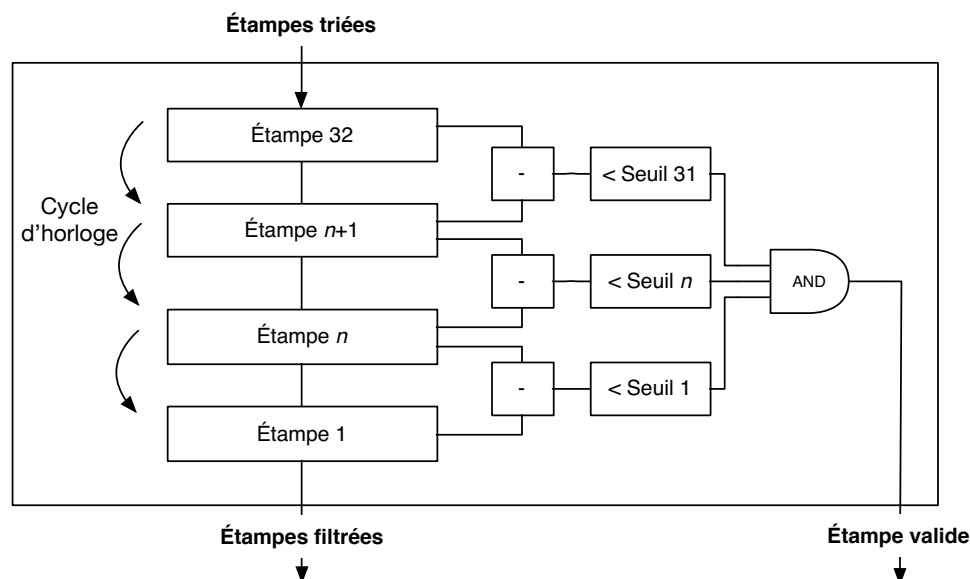 Étampes triées
Étampe 32
-
< Seuil 31
Cycle
d'horloge
Étampe n+1
-
< Seuil n
AND
Étampe n
-
< Seuil 1
Étampe 1
Étampes filtrées
Étampe valide